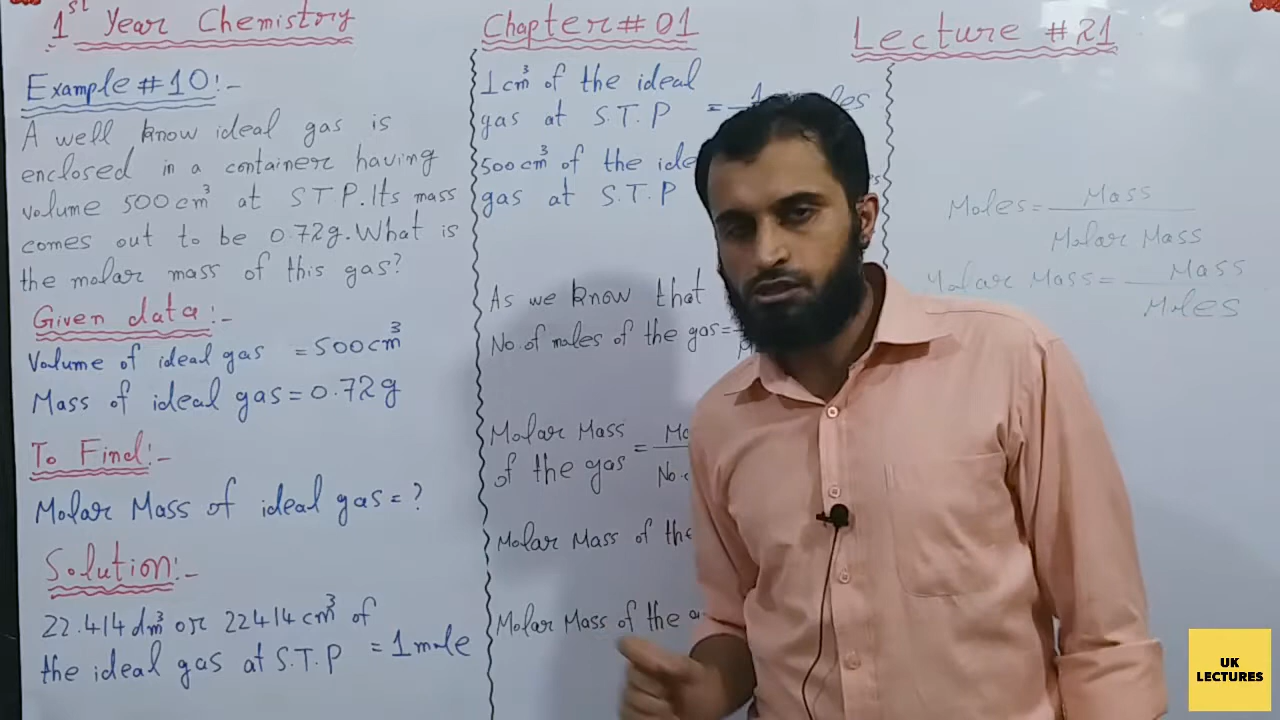 1st Year Chemistory
Chapter # 01
Lecture # 21
Example # 10:-
A well know ideal gas is
enclosed in a container having
volume 500 cm³ at S T P. Its mass
comes out to be 0.72g. What is
the molar mass of this gas?
Given data:-
Volume of ideal gas = 500 cm³
Mass of ideal gas = 0.72 g
To Find:-
Molar Mass of ideal gas = ?
Solution:-
22.414 dm³ or 22414 cm³ of
the ideal gas at S.T.P = 1 mole
1 cm³ of the ideal
gas at S.T.P =
500 cm³ of the
gas at S.T.P
As we know that
No. of moles of the gas =
Molar Mass
of the gas =
Molar Mass of the
Molar Mass of the
Moles = Mass
Molar Mass
Molar Mass = Mass
Moles
UK
LECTURES